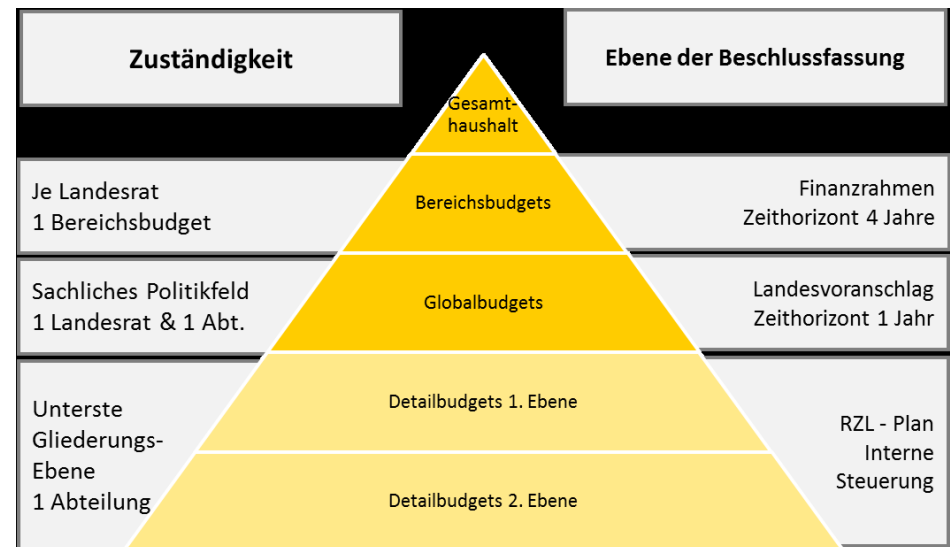 Zuständigkeit
Ebene der Beschlussfassung
Gesamt-
haushalt
Je Landesrat
1 Bereichsbudget
Bereichsbudgets
Finanzrahmen
Zeithorizont 4 Jahre
Sachliches Politikfeld
1 Landesrat & 1 Abt.
Globalbudgets
Landesvoranschlag
Zeithorizont 1 Jahr
Unterste
Gliederungs-
Ebene
1 Abteilung
Detailbudgets 1. Ebene
Detailbudgets 2. Ebene
RZL - Plan
Interne
Steuerung